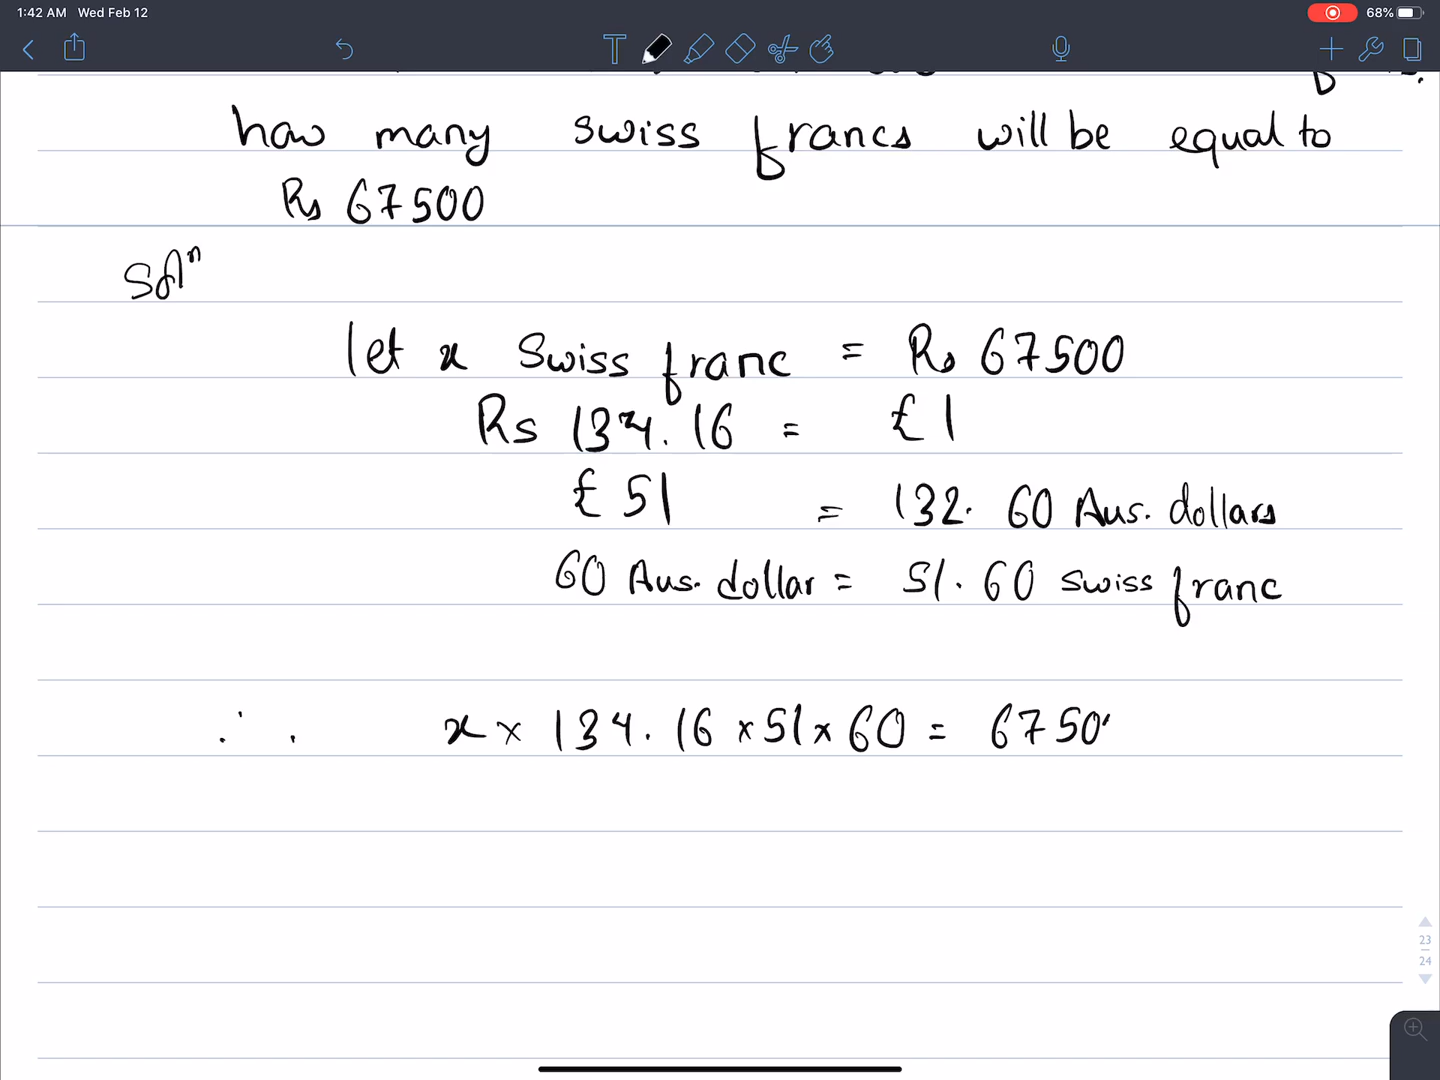 1:42 AM Wed Feb 12
68%
how many swiss francs will be equal to
Rs 67500
Solⁿ
let x Swiss franc = Rs 67500
Rs 134.16 = £ 1
£ 51 = 132.60 Aus. dollars
60 Aus. dollar = 51.60 swiss franc
∴ x × 134.16 × 51 × 60 = 6750
23
24